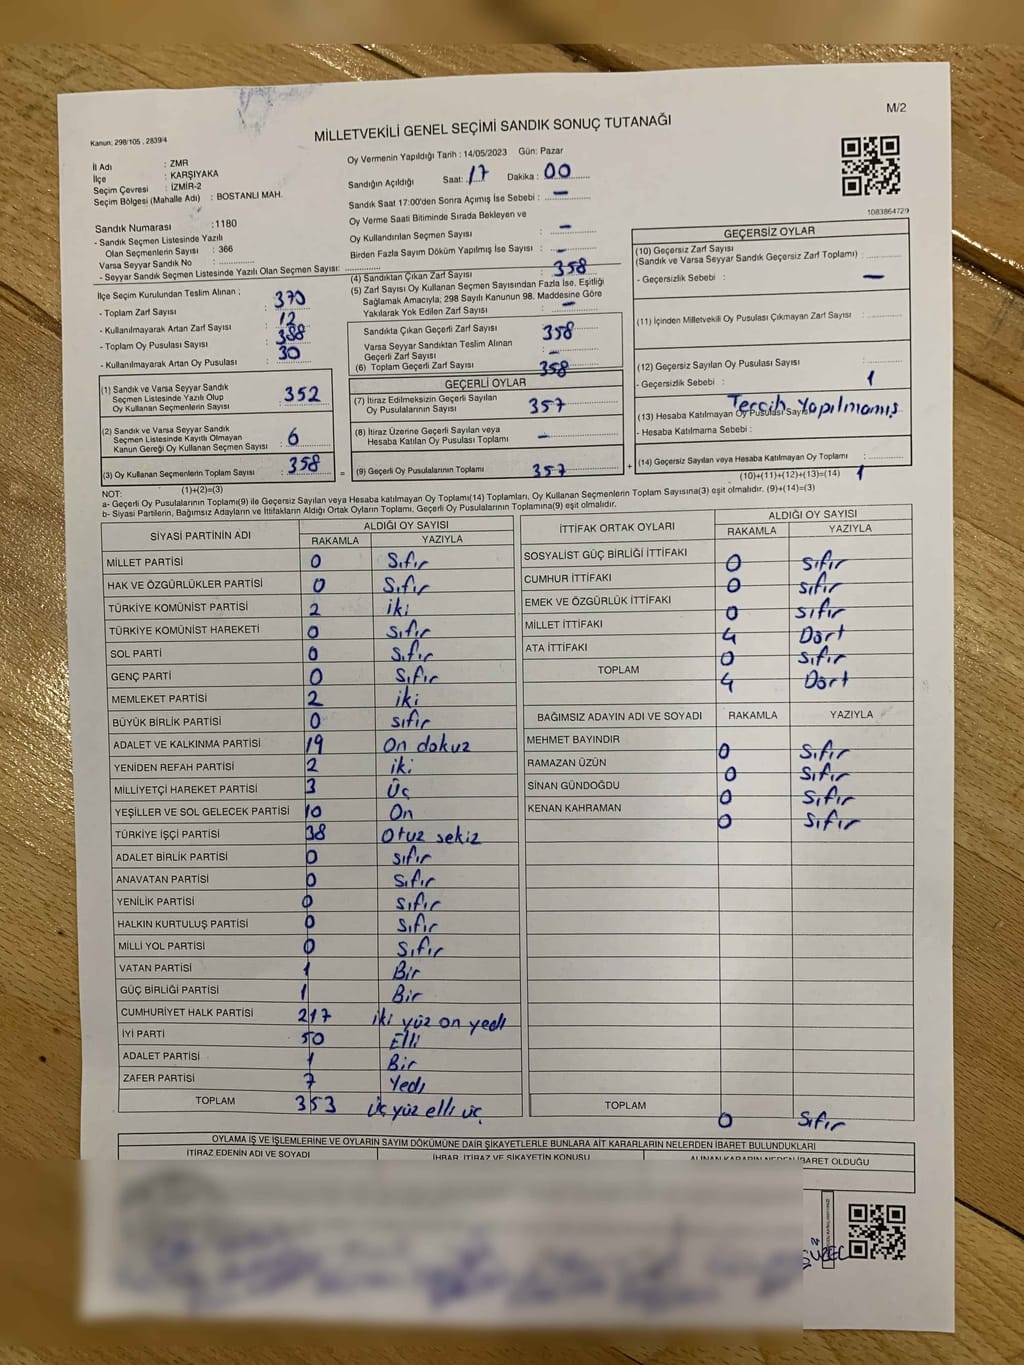 M/2
Kanun: 298/105 , 2839/4
MİLLETVEKİLİ GENEL SEÇİMİ SANDIK SONUÇ TUTANAĞI
İl Adı : ZMR
İlçe : KARŞIYAKA
Seçim Çevresi : İZMİR-2
Seçim Bölgesi (Mahalle Adı) : BOSTANLI MAH.
Oy Vermenin Yapıldığı Tarih : 14/05/2023 Gün: Pazar
Sandığın Açıldığı Saat: 17 Dakika : 00
Sandık Saat 17:00'den Sonra Açımış İse Sebebi : –
Oy Verme Saati Bitiminde Sırada Bekleyen ve
Oy Kullandırılan Seçmen Sayısı : –
Birden Fazla Sayım Döküm Yapılmış İse Sayısı : –
1083864729
Sandık Numarası :1180
- Sandık Seçmen Listesinde Yazılı
Olan Seçmenlerin Sayısı : 366
Varsa Seyyar Sandık No :
- Seyyar Sandık Seçmen Listesinde Yazılı Olan Seçmen Sayısı:
İlçe Seçim Kurulundan Teslim Alınan ;
- Toplam Zarf Sayısı : 370
- Kullanılmayarak Artan Zarf Sayısı : 12
- Toplam Oy Pusulası Sayısı : 388
- Kullanılmayarak Artan Oy Pusulası : 30
(1) Sandık ve Varsa Seyyar Sandık
Seçmen Listesinde Yazılı Olup
Oy Kullanan Seçmenlerin Sayısı : 352
(2) Sandık ve Varsa Seyyar Sandık
Seçmen Listesinde Kayıtlı Olmayan
Kanun Gereği Oy Kullanan Seçmen Sayısı : 6
(3) Oy Kullanan Seçmenlerin Toplam Sayısı : 358
(1)+(2)=(3)
(4) Sandıktan Çıkan Zarf Sayısı : 358
(5) Zarf Sayısı Oy Kullanan Seçmen Sayısından Fazla İse, Eşitliği
Sağlamak Amacıyla; 298 Sayılı Kanunun 98. Maddesine Göre
Yakılarak Yok Edilen Zarf Sayısı : –
Sandıkta Çıkan Geçerli Zarf Sayısı 358
Varsa Seyyar Sandıktan Teslim Alınan
Geçerli Zarf Sayısı : –
(6) Toplam Geçerli Zarf Sayısı : 358
GEÇERLİ OYLAR
(7) İtiraz Edilmeksizin Geçerli Sayılan
Oy Pusulalarının Sayısı : 357
(8) İtiraz Üzerine Geçerli Sayılan veya
Hesaba Katılan Oy Pusulası Toplamı : –
= (9) Geçerli Oy Pusulalarının Toplamı 357 +
GEÇERSİZ OYLAR
(10) Geçersiz Zarf Sayısı
(Sandık ve Varsa Seyyar Sandık Geçersiz Zarf Toplamı) :
- Geçersizlik Sebebi : –
(11) İçinden Milletvekili Oy Pusulası Çıkmayan Zarf Sayısı :
(12) Geçersiz Sayılan Oy Pusulası Sayısı :
- Geçersizlik Sebebi : 1
Tercih Yapılmamış
(13) Hesaba Katılmayan Oy Pusulası Sayısı
- Hesaba Katılmama Sebebi :
(14) Geçersiz Sayılan veya Hesaba Katılmayan Oy Toplamı :
(10)+(11)+(12)+(13)=(14) 1
NOT:
a- Geçerli Oy Pusulalarının Toplamı(9) ile Geçersiz Sayılan veya Hesaba katılmayan Oy Toplamı(14) Toplamları, Oy Kullanan Seçmenlerin Toplam Sayısına(3) eşit olmalıdır. (9)+(14)=(3)
b- Siyasi Partilerin, Bağımsız Adayların ve İttifakların Aldığı Ortak Oyların Toplamı, Geçerli Oy Pusulalarının Toplamına(9) eşit olmalıdır.
SİYASİ PARTİNİN ADI ALDIĞI OY SAYISI
RAKAMLA YAZIYLA
MİLLET PARTİSİ 0 Sıfır
HAK VE ÖZGÜRLÜKLER PARTİSİ 0 Sıfır
TÜRKİYE KOMÜNİST PARTİSİ 2 iki
TÜRKİYE KOMÜNİST HAREKETİ 0 Sıfır
SOL PARTİ 0 Sıfır
GENÇ PARTİ 0 Sıfır
MEMLEKET PARTİSİ 2 iki
BÜYÜK BİRLİK PARTİSİ 0 sıfır
ADALET VE KALKINMA PARTİSİ 19 On dokuz
YENİDEN REFAH PARTİSİ 2 iki
MİLLİYETÇİ HAREKET PARTİSİ 3 Üç
YEŞİLLER VE SOL GELECEK PARTİSİ 10 On
TÜRKİYE İŞÇİ PARTİSİ 38 Otuz sekiz
ADALET BİRLİK PARTİSİ 0 sıfır
ANAVATAN PARTİSİ 0 Sıfır
YENİLİK PARTİSİ 0 Sıfır
HALKIN KURTULUŞ PARTİSİ 0 Sıfır
MİLLİ YOL PARTİSİ 0 Sıfır
VATAN PARTİSİ 1 Bir
GÜÇ BİRLİĞİ PARTİSİ 1 Bir
CUMHURİYET HALK PARTİSİ 217 iki yüz on yedi
İYİ PARTİ 50 Elli
ADALET PARTİSİ 1 Bir
ZAFER PARTİSİ 7 Yedi
TOPLAM 353 üç yüz elli üç
İTTİFAK ORTAK OYLARI ALDIĞI OY SAYISI
RAKAMLA YAZIYLA
SOSYALİST GÜÇ BİRLİĞİ İTTİFAKI 0 sıfır
CUMHUR İTTİFAKI 0 sıfır
EMEK VE ÖZGÜRLÜK İTTİFAKI 0 sıfır
MİLLET İTTİFAKI 4 Dört
ATA İTTİFAKI 0 sıfır
TOPLAM 4 Dört
BAĞIMSIZ ADAYIN ADI VE SOYADI RAKAMLA YAZIYLA
MEHMET BAYINDIR 0 Sıfır
RAMAZAN ÜZÜN 0 Sıfır
SİNAN GÜNDOĞDU 0 Sıfır
KENAN KAHRAMAN 0 Sıfır
TOPLAM 0 Sıfır
OYLAMA İŞ VE İŞLEMLERİNE VE OYLARIN SAYIM DÖKÜMÜNE DAİR ŞİKAYETLERLE BUNLARA AİT KARARLARIN NELERDEN İBARET BULUNDUKLARI
İTİRAZ EDENİN ADI VE SOYADI İHBAR, İTİRAZ VE ŞİKAYETİN KONUSU ALINAN KARARIN NEDEN İBARET OLDUĞU